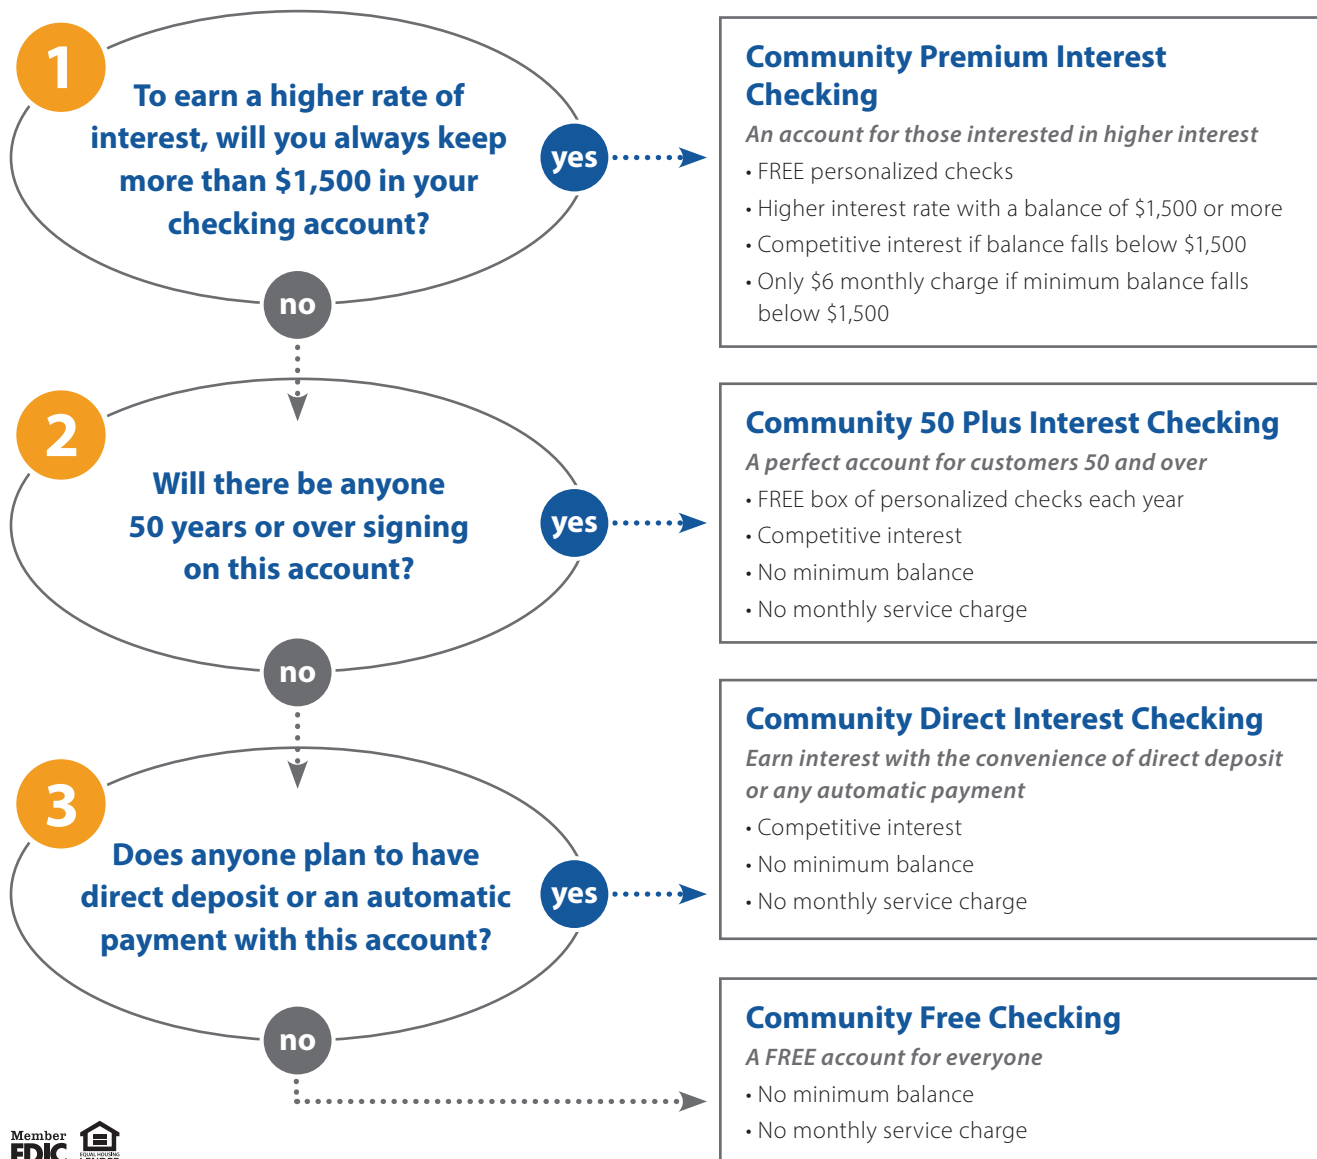 1
To earn a higher rate of
interest, will you always keep
more than $1,500 in your
checking account?
yes
no
Community Premium Interest
Checking
An account for those interested in higher interest
• FREE personalized checks
• Higher interest rate with a balance of $1,500 or more
• Competitive interest if balance falls below $1,500
• Only $6 monthly charge if minimum balance falls
below $1,500
2
Will there be anyone
50 years or over signing
on this account?
yes
no
Community 50 Plus Interest Checking
A perfect account for customers 50 and over
• FREE box of personalized checks each year
• Competitive interest
• No minimum balance
• No monthly service charge
3
Does anyone plan to have
direct deposit or an automatic
payment with this account?
yes
no
Community Direct Interest Checking
Earn interest with the convenience of direct deposit
or any automatic payment
• Competitive interest
• No minimum balance
• No monthly service charge
Community Free Checking
A FREE account for everyone
• No minimum balance
• No monthly service charge
Member
FDIC
EQUAL HOUSING
LENDER